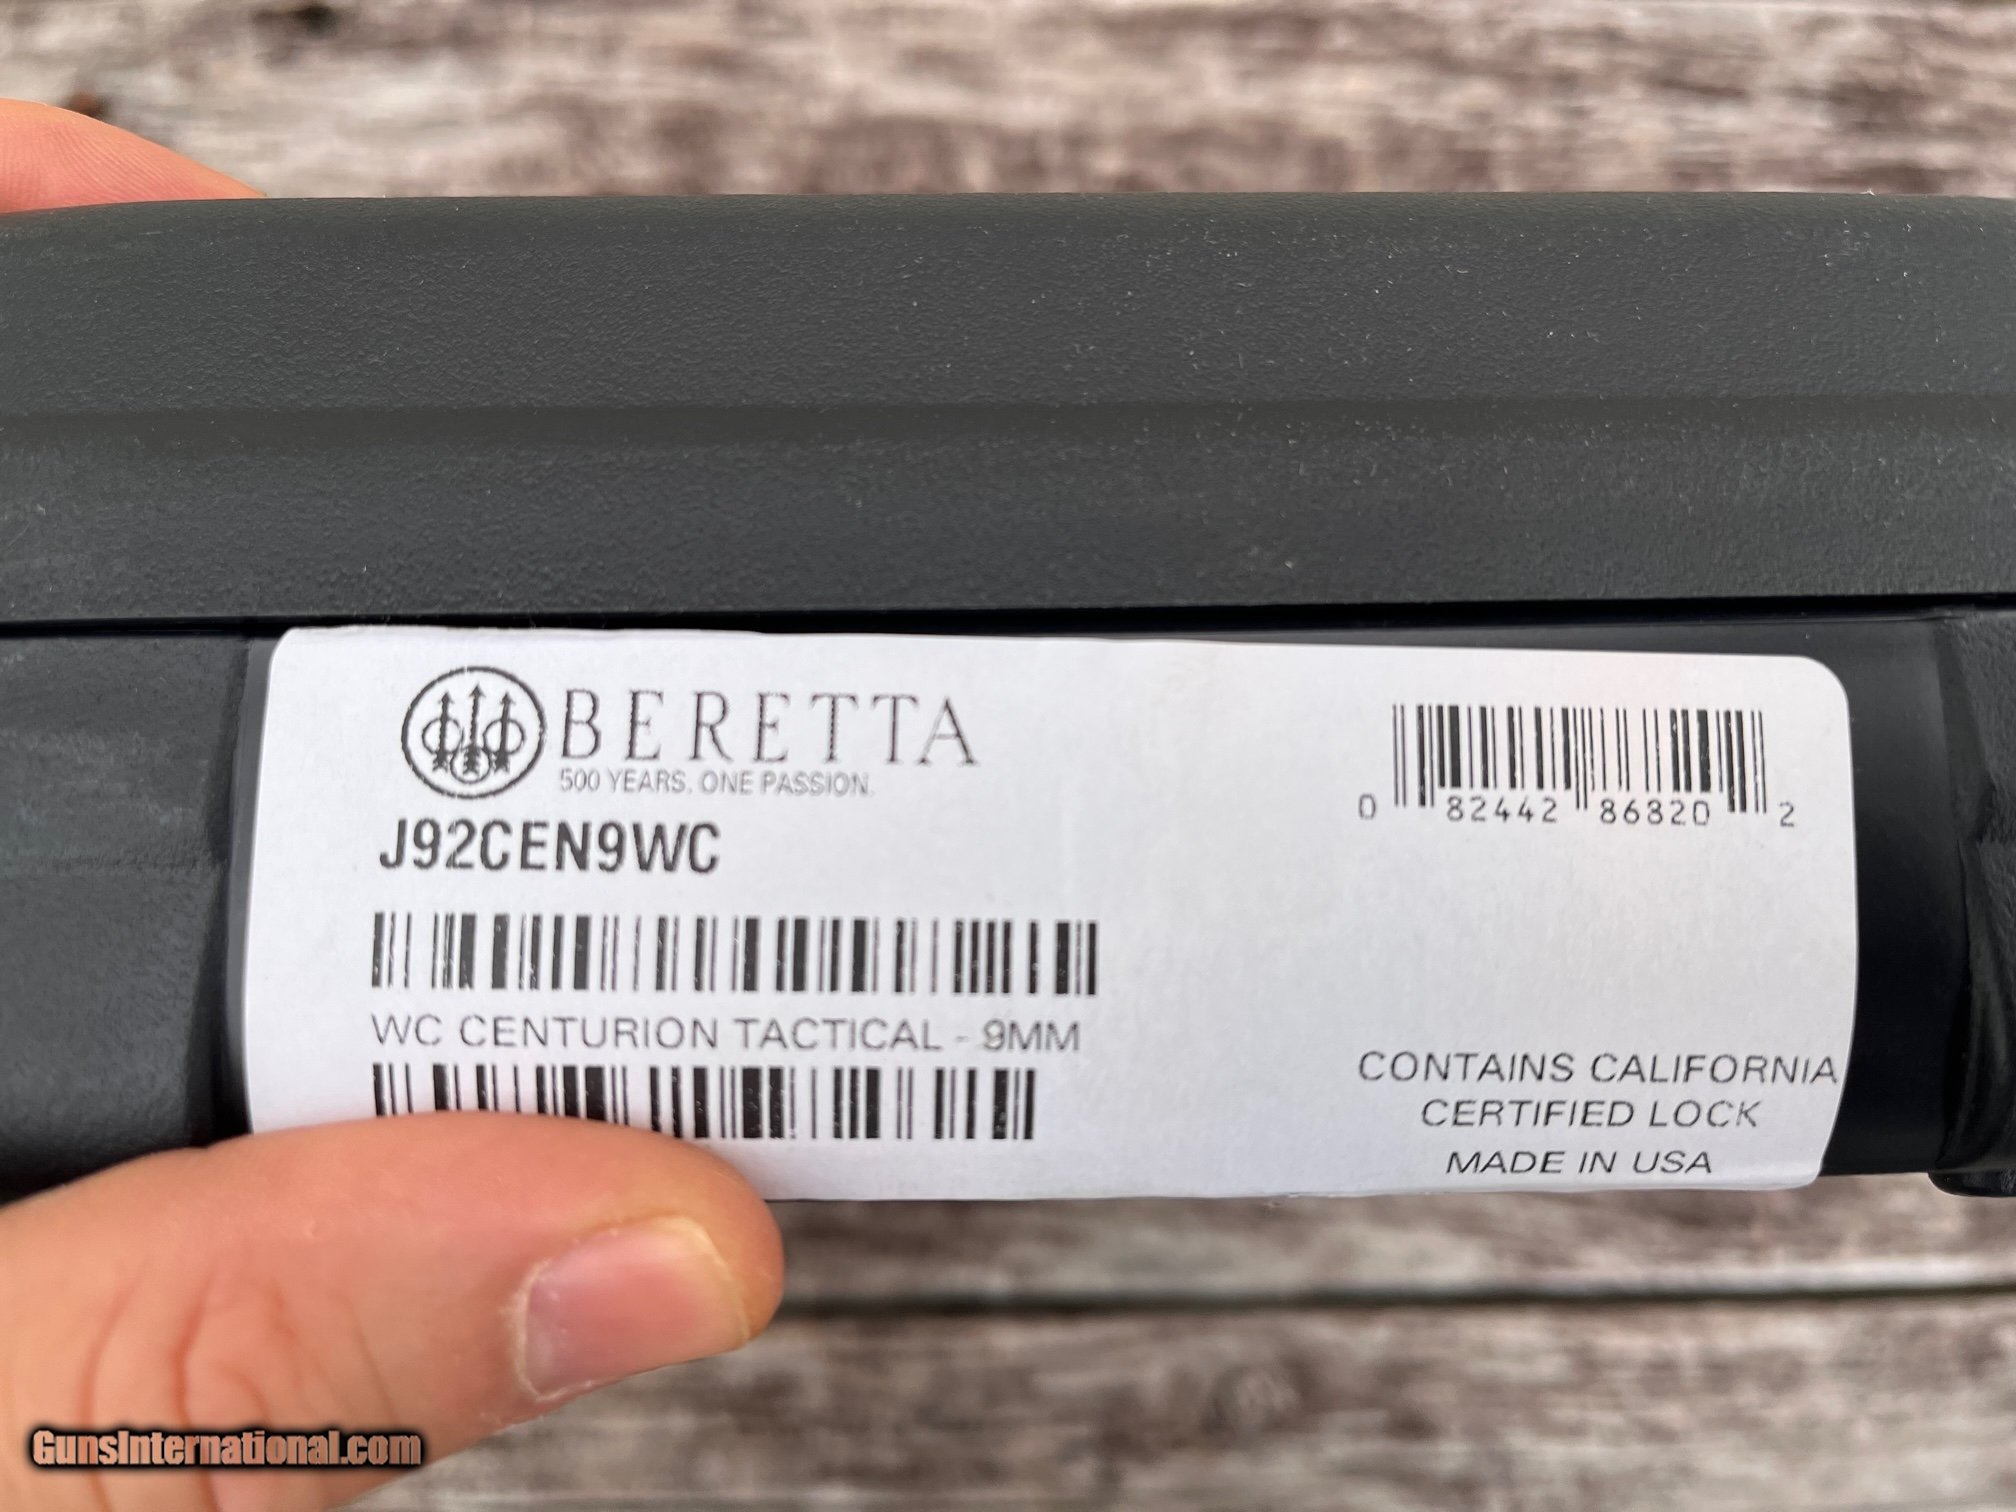 BERETTA
500 YEARS. ONE PASSION.
J92CEN9WC
0 82442 86820 2
WC CENTURION TACTICAL - 9MM
CONTAINS CALIFORNIA
CERTIFIED LOCK
MADE IN USA
GunsInternational.com